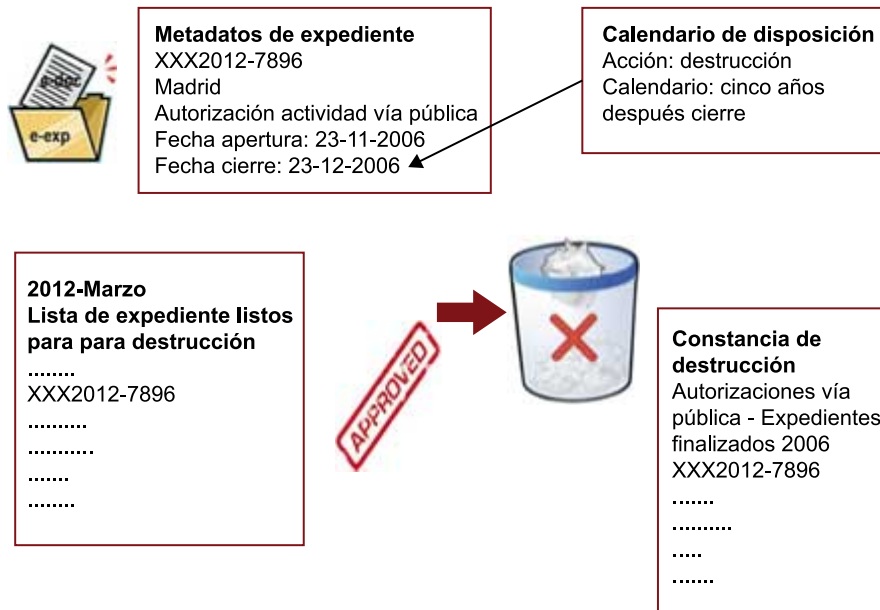 e-doc
e-exp
Metadatos de expediente
XXX2012-7896
Madrid
Autorización actividad vía pública
Fecha apertura: 23-11-2006
Fecha cierre: 23-12-2006
Calendario de disposición
Acción: destrucción
Calendario: cinco años
después cierre
2012-Marzo
Lista de expediente listos
para para destrucción
........
XXX2012-7896
..........
...........
.......
........
APPROVED
Constancia de
destrucción
Autorizaciones vía
pública - Expedientes
finalizados 2006
XXX2012-7896
.......
..........
.....
.......